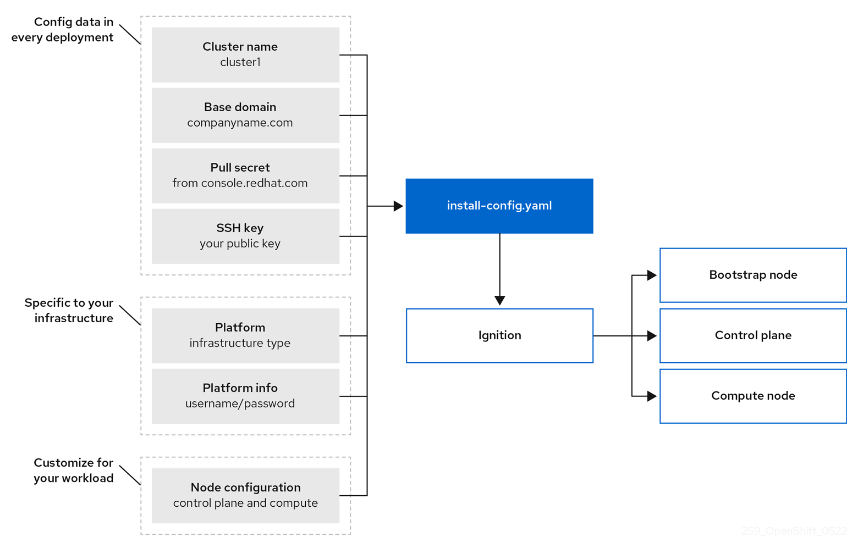 Config data in
every deployment
Cluster name
cluster1
Base domain
companyname.com
Pull secret
from console.redhat.com
SSH key
your public key
Specific to your
infrastructure
Platform
infrastructure type
Platform info
username/password
Customize for
your workload
Node configuration
control plane and compute
install-config.yaml
Ignition
Bootstrap node
Control plane
Compute node
259_OpenShift_0522